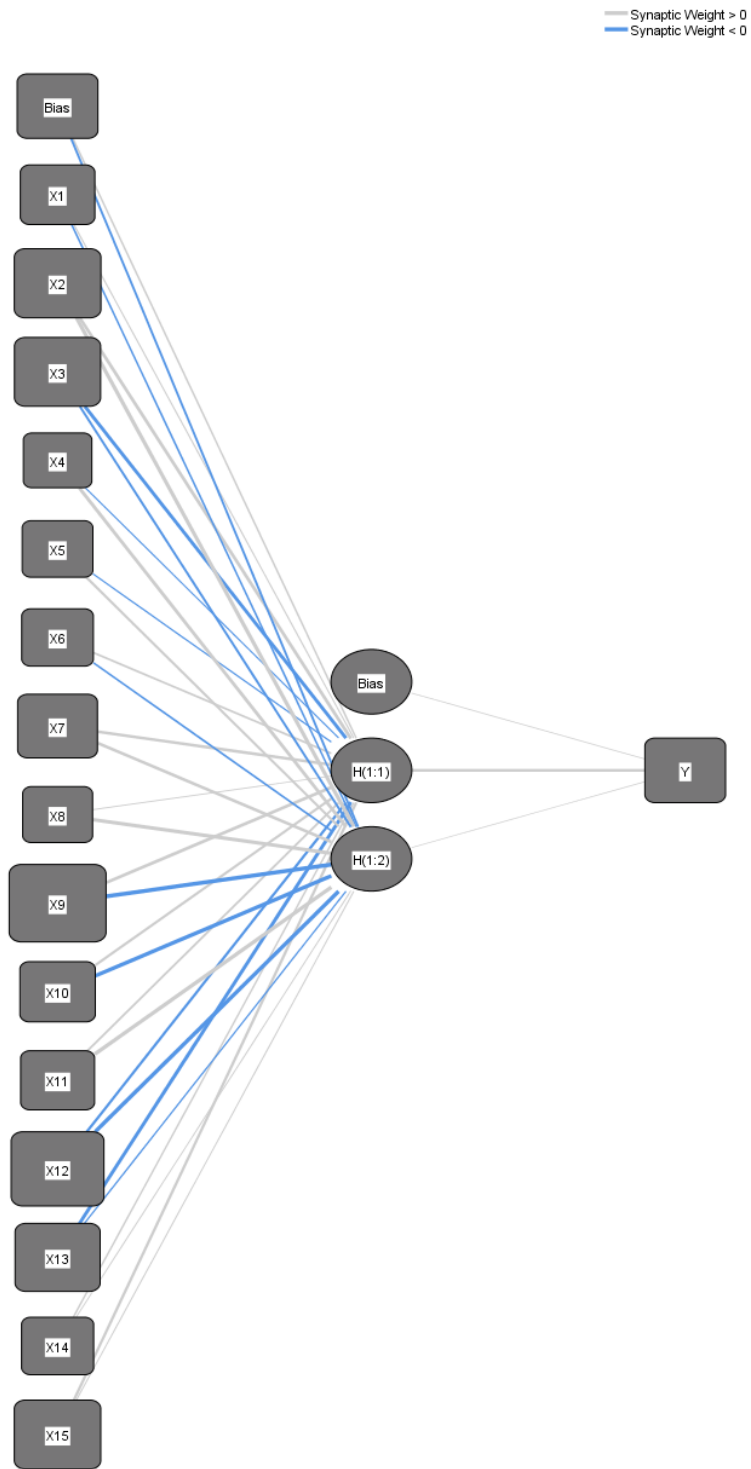 Synaptic Weight > 0
Synaptic Weight < 0
Bias
X1
X2
X3
X4
X5
X6
X7
X8
X9
X10
X11
X12
X13
X14
X15
Bias
H(1:1)
H(1:2)
Y